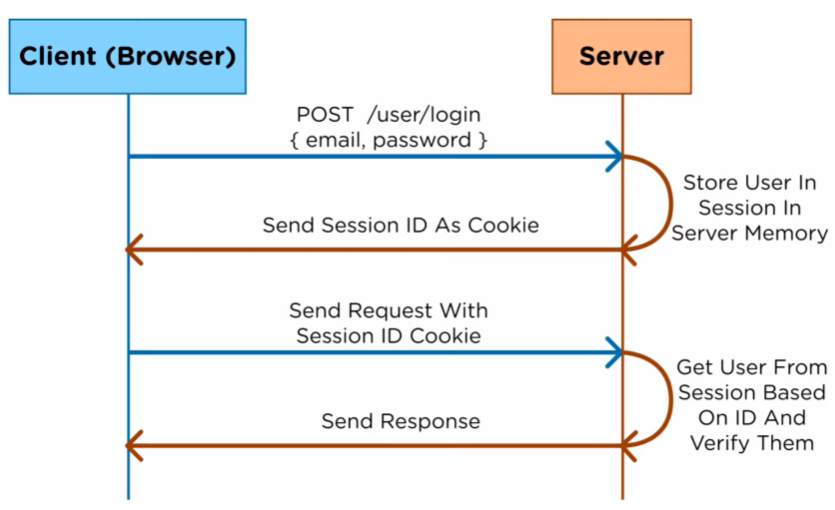 Client (Browser)
Server
POST /user/login
{ email, password }
Store User In
Session In
Server Memory
Send Session ID As Cookie
Send Request With
Session ID Cookie
Get User From
Session Based
On ID And
Verify Them
Send Response